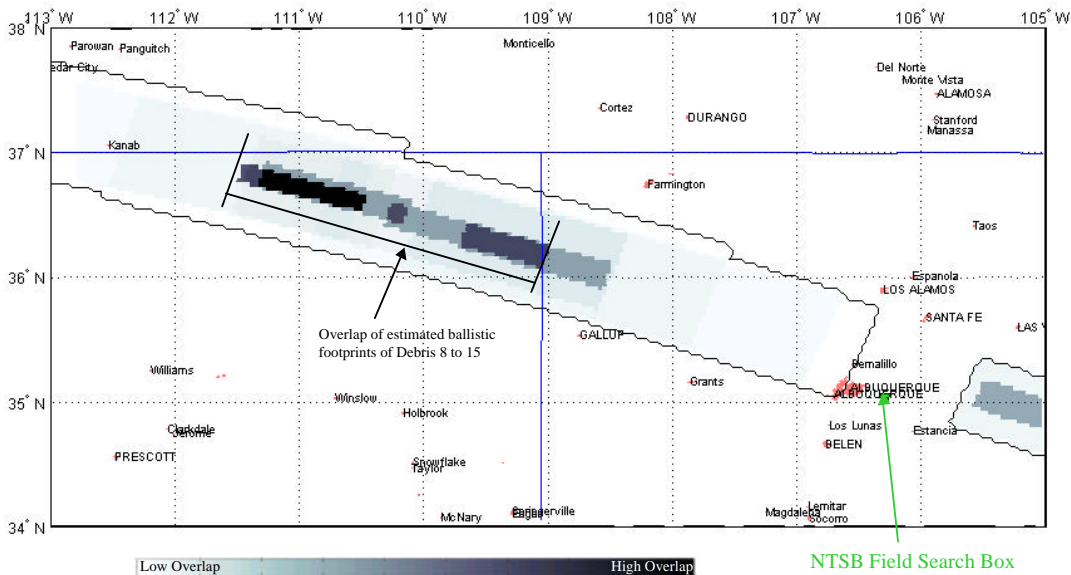 113° W 112° W 111° W 110° W 109° W 108° W 107° W 106° W 105° W
38° N
Parowan
Panguitch
Monticello
edar City
Del Norte
Monte Vista
ALAMOSA
Cortez
DURANGO
Stanford
Manassa
Kanab
37° N
Farmington
Taos
36° N
Espanola
LOS ALAMOS
SANTA FE
LAS V
Overlap of estimated ballistic
footprints of Debris 8 to 15
GALLUP
Bernalillo
Williams
Grants
ALBUQUERQUE
ALBUQUERQUE
35° N
Winslow
Holbrook
Los Lunas
Estancia
Clarkdale
Jerome
BELEN
PRESCOTT
Snowflake
Taylor
34° N
McNary
Springerville
Eagar
Magdalena
Lemitar
Socorro
Low Overlap
High Overlap
NTSB Field Search Box